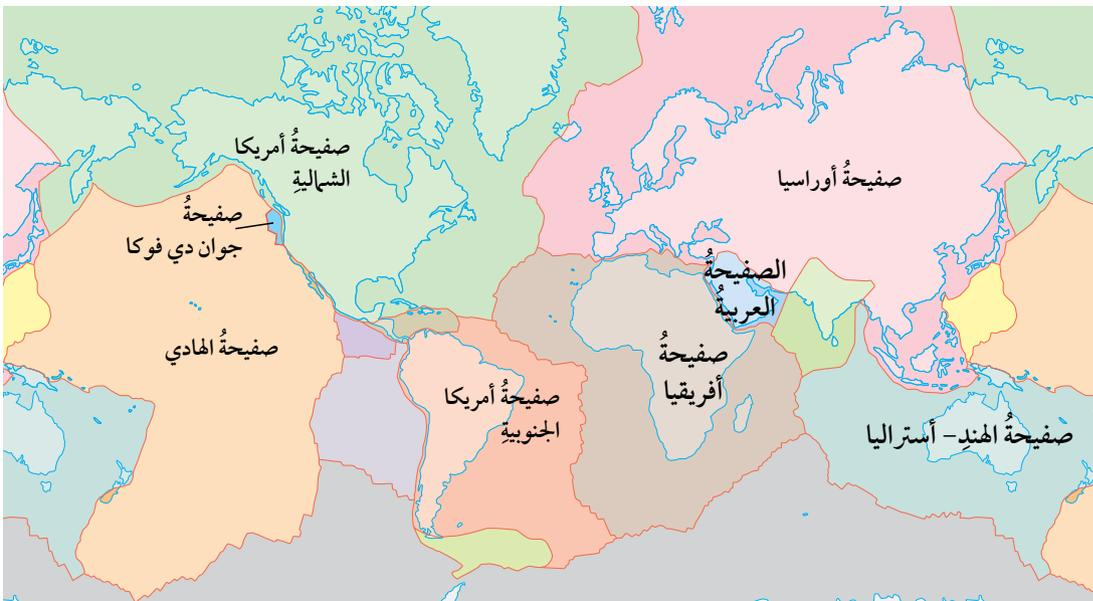 صفيحةُ أمريكا
الشماليةِ
صفيحةُ
جوان دي فوكا
صفيحةُ الهادي
صفيحةُ أمريكا
الجنوبيةِ
صفيحةُ أوراسيا
الصفيحةُ
العربيةُ
صفيحةُ
أفريقيا
صفيحةُ الهندِ- أستراليا